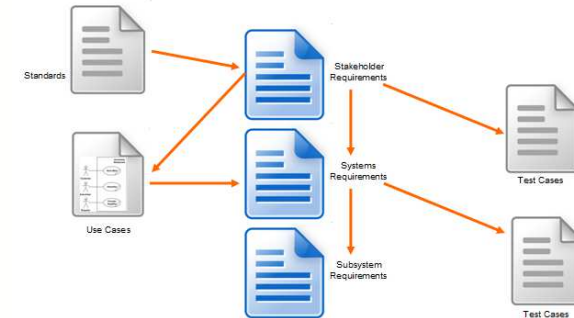 Standards
Stakeholder
Requirements
Test Cases
Use Cases
Systems
Requirements
Subsystem
Requirements
Test Cases